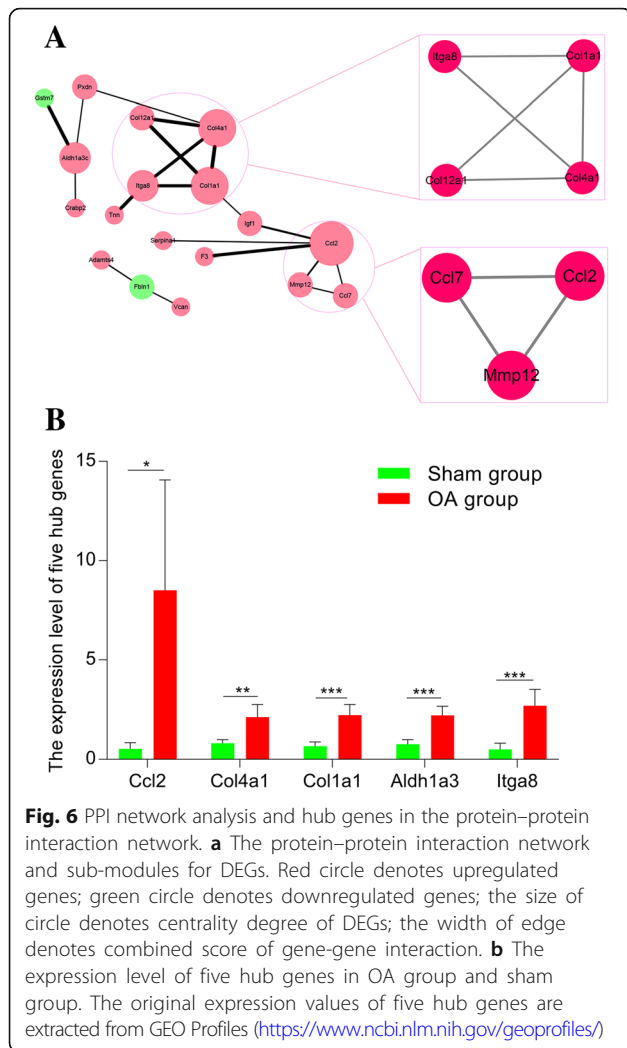 A
Gstm7
Pxdn
Aldh1a3c
Crabp2
Col12a1
Col4a1
Itga8
Col1a1
Tnn
Igf1
Serpina1
Ccl2
F3
Mmp12
Ccl7
Adamts4
Fbln1
Vcan
Itga8
Col1a1
Col12a1
Col4a1
Ccl7
Ccl2
Mmp12
B
The expression level of five hub genes
15
10
5
0
Sham group
OA group
*
**
***
***
***
Ccl2
Col4a1
Col1a1
Aldh1a3
Itga8
Fig. 6 PPI network analysis and hub genes in the protein–protein
interaction network. a The protein–protein interaction network
and sub-modules for DEGs. Red circle denotes upregulated
genes; green circle denotes downregulated genes; the size of
circle denotes centrality degree of DEGs; the width of edge
denotes combined score of gene-gene interaction. b The
expression level of five hub genes in OA group and sham
group. The original expression values of five hub genes are
extracted from GEO Profiles (https://www.ncbi.nlm.nih.gov/geoprofiles/)